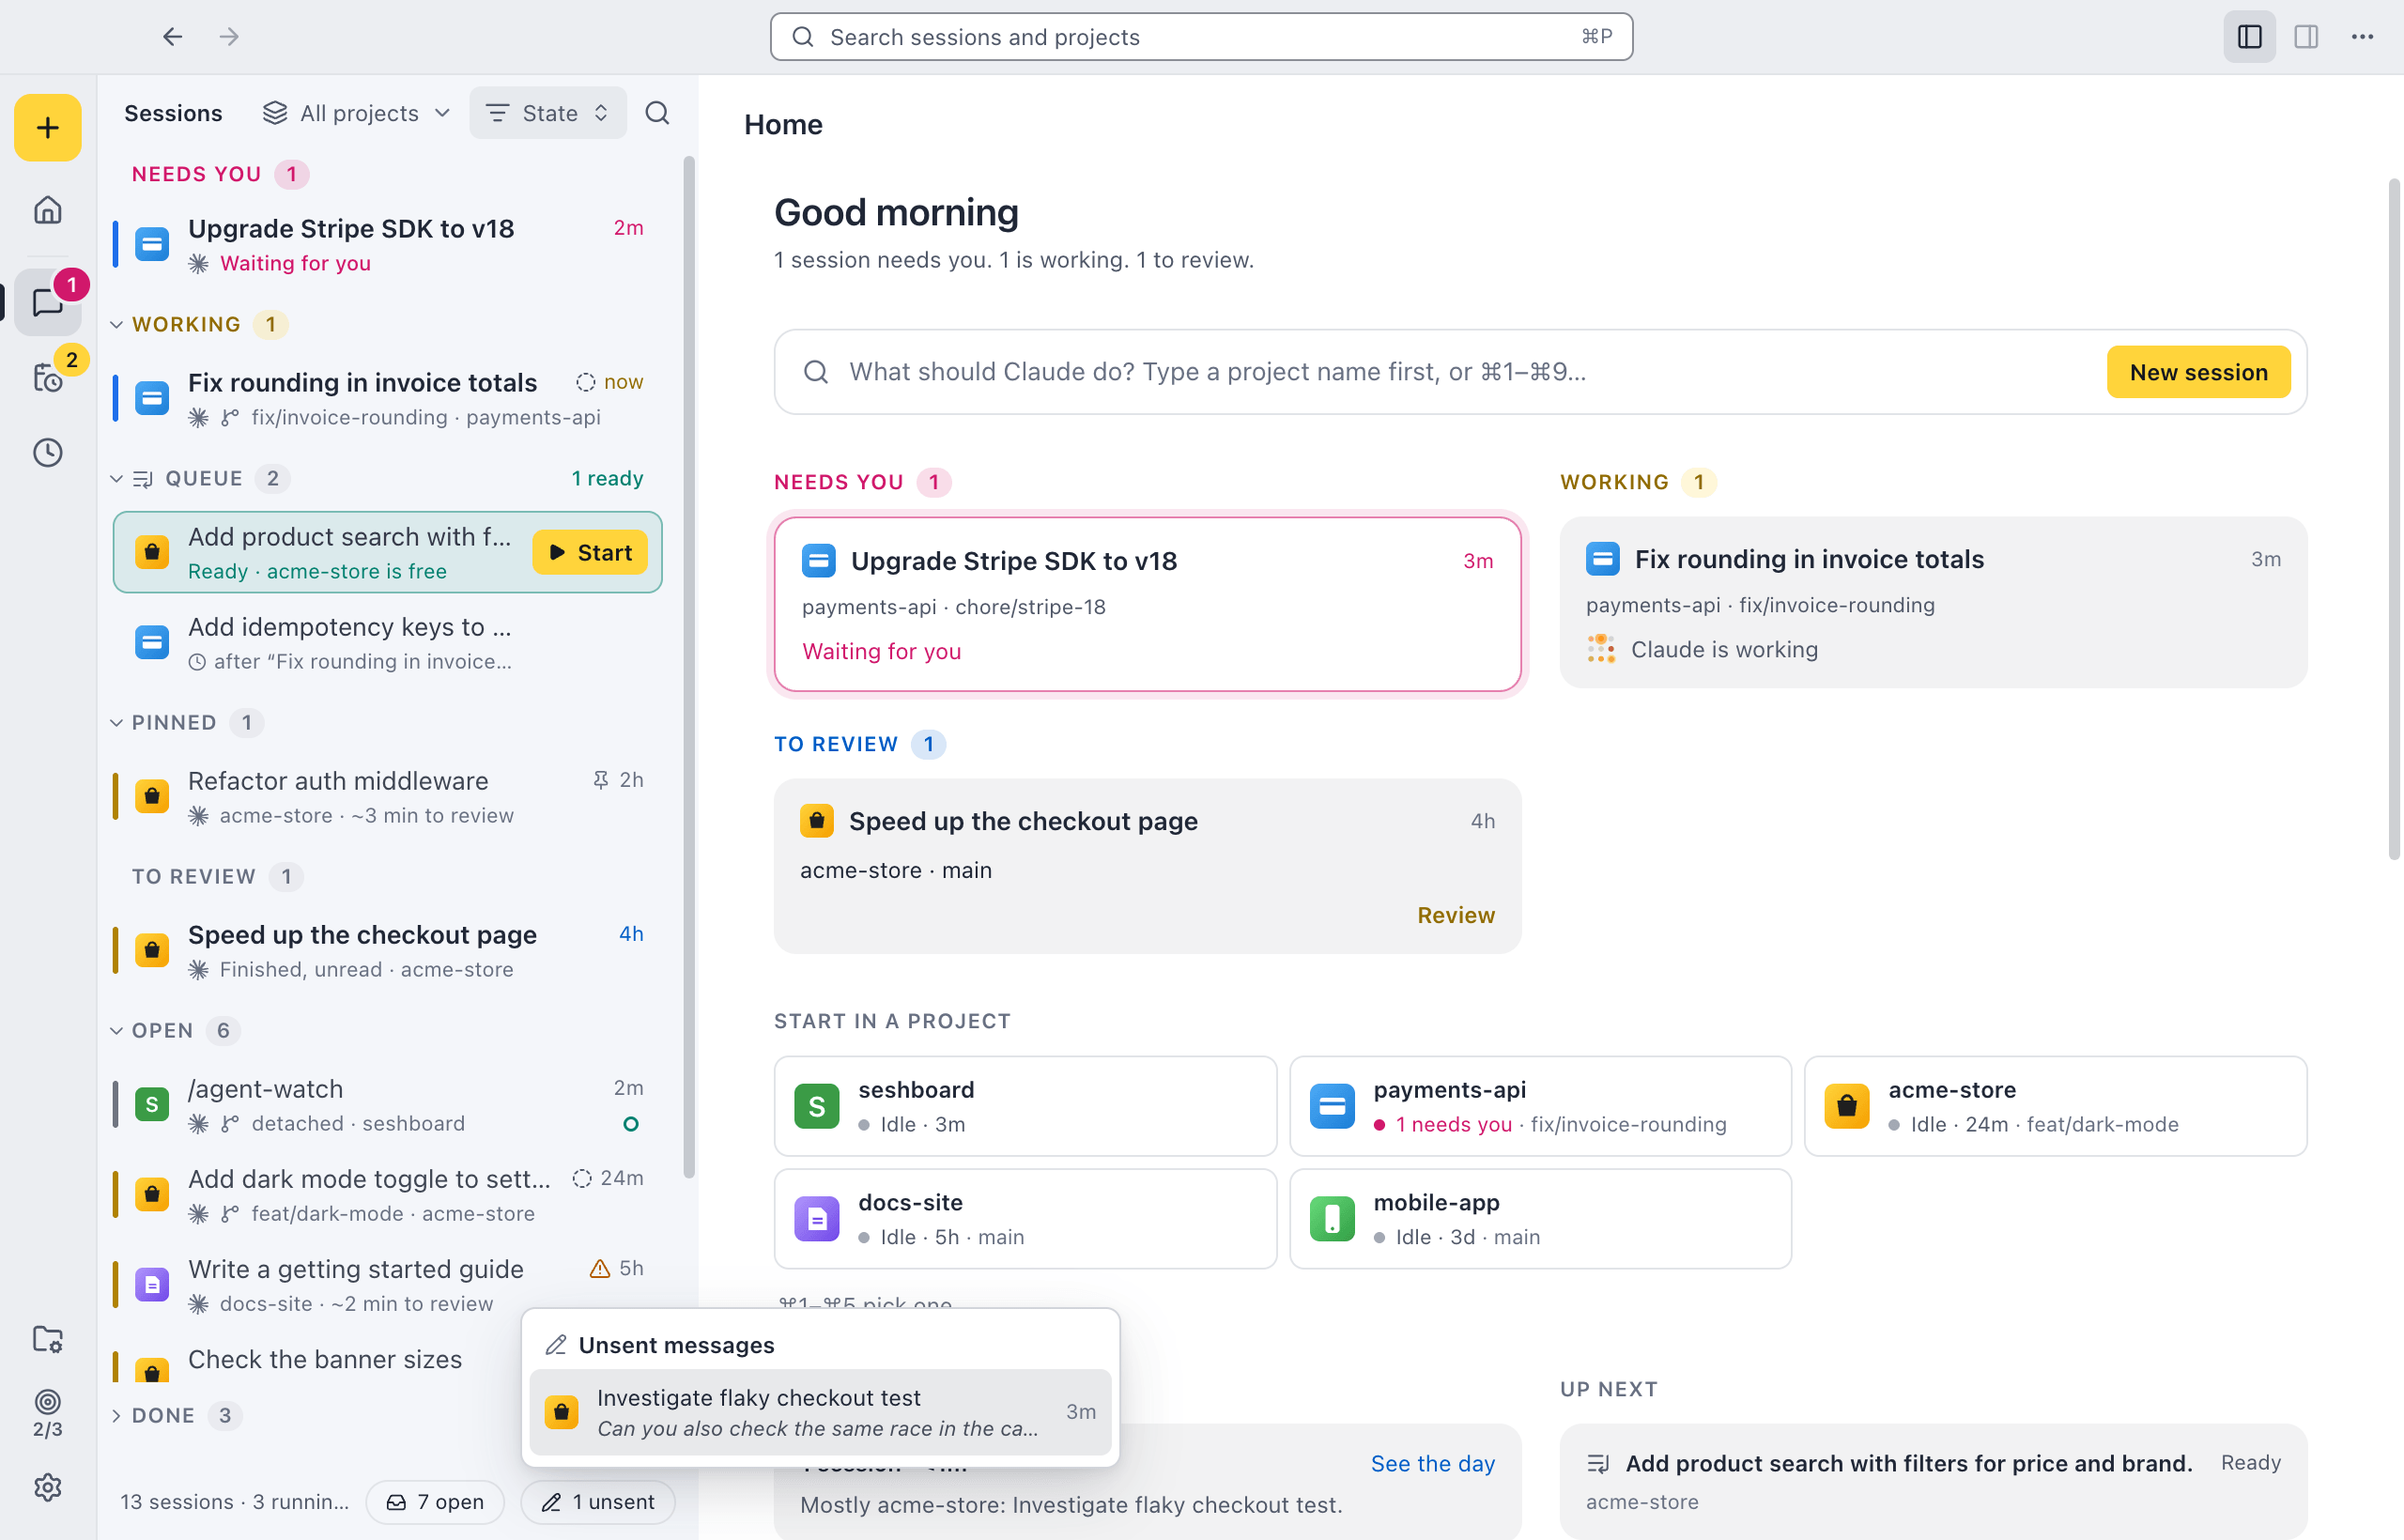 Search sessions and projects
⌘P
Sessions
All projects
State
NEEDS YOU 1
Upgrade Stripe SDK to v18
2m
Waiting for you
WORKING 1
Fix rounding in invoice totals
now
fix/invoice-rounding · payments-api
QUEUE 2
1 ready
Add product search with f...
Ready · acme-store is free
Start
Add idempotency keys to ...
after “Fix rounding in invoice...
PINNED 1
Refactor auth middleware
2h
acme-store · ~3 min to review
TO REVIEW 1
Speed up the checkout page
4h
Finished, unread · acme-store
OPEN 6
S
/agent-watch
2m
detached · seshboard
Add dark mode toggle to sett...
24m
feat/dark-mode · acme-store
Write a getting started guide
5h
docs-site · ~2 min to review
Check the banner sizes
DONE 3
13 sessions · 3 runnin...
7 open
1 unsent
1
2
2/3
Home
Good morning
1 session needs you. 1 is working. 1 to review.
What should Claude do? Type a project name first, or ⌘1–⌘9...
New session
NEEDS YOU 1
Upgrade Stripe SDK to v18
3m
payments-api · chore/stripe-18
Waiting for you
WORKING 1
Fix rounding in invoice totals
3m
payments-api · fix/invoice-rounding
Claude is working
TO REVIEW 1
Speed up the checkout page
4h
acme-store · main
Review
START IN A PROJECT
S
seshboard
Idle · 3m
payments-api
1 needs you · fix/invoice-rounding
acme-store
Idle · 24m · feat/dark-mode
docs-site
Idle · 5h · main
mobile-app
Idle · 3d · main
⌘1–⌘5 pick one
Unsent messages
Investigate flaky checkout test
3m
Can you also check the same race in the ca...
See the day
Mostly acme-store: Investigate flaky checkout test.
UP NEXT
Add product search with filters for price and brand.
Ready
acme-store